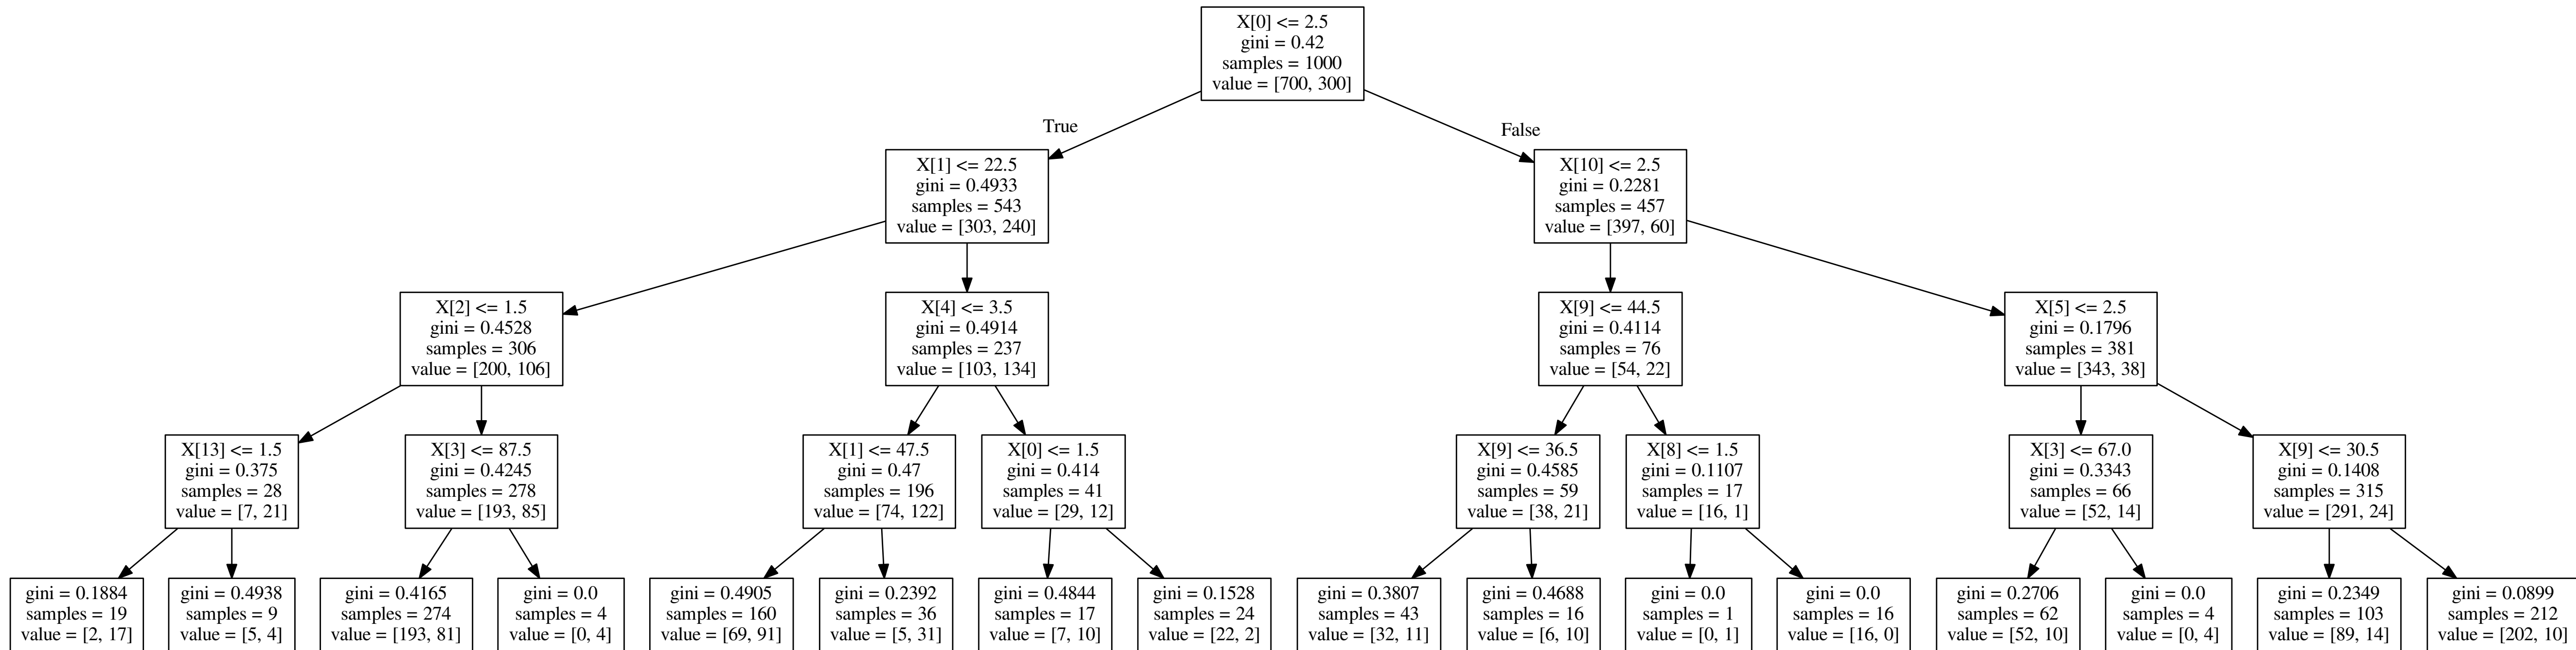 X[0] <= 2.5
gini = 0.42
samples = 1000
value = [700, 300]
True
False
X[1] <= 22.5
gini = 0.4933
samples = 543
value = [303, 240]
X[10] <= 2.5
gini = 0.2281
samples = 457
value = [397, 60]
X[2] <= 1.5
gini = 0.4528
samples = 306
value = [200, 106]
X[4] <= 3.5
gini = 0.4914
samples = 237
value = [103, 134]
X[9] <= 44.5
gini = 0.4114
samples = 76
value = [54, 22]
X[5] <= 2.5
gini = 0.1796
samples = 381
value = [343, 38]
X[13] <= 1.5
gini = 0.375
samples = 28
value = [7, 21]
X[3] <= 87.5
gini = 0.4245
samples = 278
value = [193, 85]
X[1] <= 47.5
gini = 0.47
samples = 196
value = [74, 122]
X[0] <= 1.5
gini = 0.414
samples = 41
value = [29, 12]
X[9] <= 36.5
gini = 0.4585
samples = 59
value = [38, 21]
X[8] <= 1.5
gini = 0.1107
samples = 17
value = [16, 1]
X[3] <= 67.0
gini = 0.3343
samples = 66
value = [52, 14]
X[9] <= 30.5
gini = 0.1408
samples = 315
value = [291, 24]
gini = 0.1884
samples = 19
value = [2, 17]
gini = 0.4938
samples = 9
value = [5, 4]
gini = 0.4165
samples = 274
value = [193, 81]
gini = 0.0
samples = 4
value = [0, 4]
gini = 0.4905
samples = 160
value = [69, 91]
gini = 0.2392
samples = 36
value = [5, 31]
gini = 0.4844
samples = 17
value = [7, 10]
gini = 0.1528
samples = 24
value = [22, 2]
gini = 0.3807
samples = 43
value = [32, 11]
gini = 0.4688
samples = 16
value = [6, 10]
gini = 0.0
samples = 1
value = [0, 1]
gini = 0.0
samples = 16
value = [16, 0]
gini = 0.2706
samples = 62
value = [52, 10]
gini = 0.0
samples = 4
value = [0, 4]
gini = 0.2349
samples = 103
value = [89, 14]
gini = 0.0899
samples = 212
value = [202, 10]